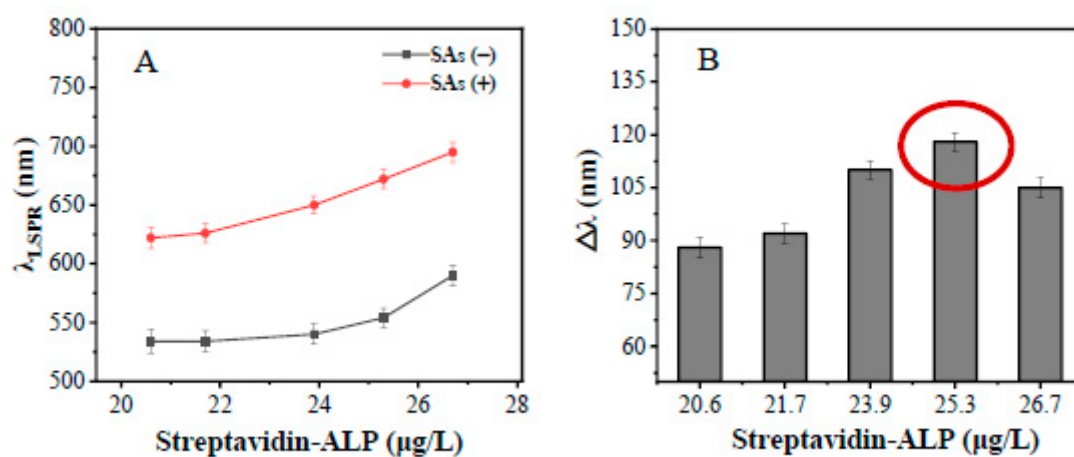 A
SAs (−)
SAs (+)
λLSPR (nm)
800
750
700
650
600
550
500
20 22 24 26 28
Streptavidin-ALP (μg/L)
B
Δλ (nm)
150
135
120
105
90
75
60
20.6 21.7 23.9 25.3 26.7
Streptavidin-ALP (μg/L)